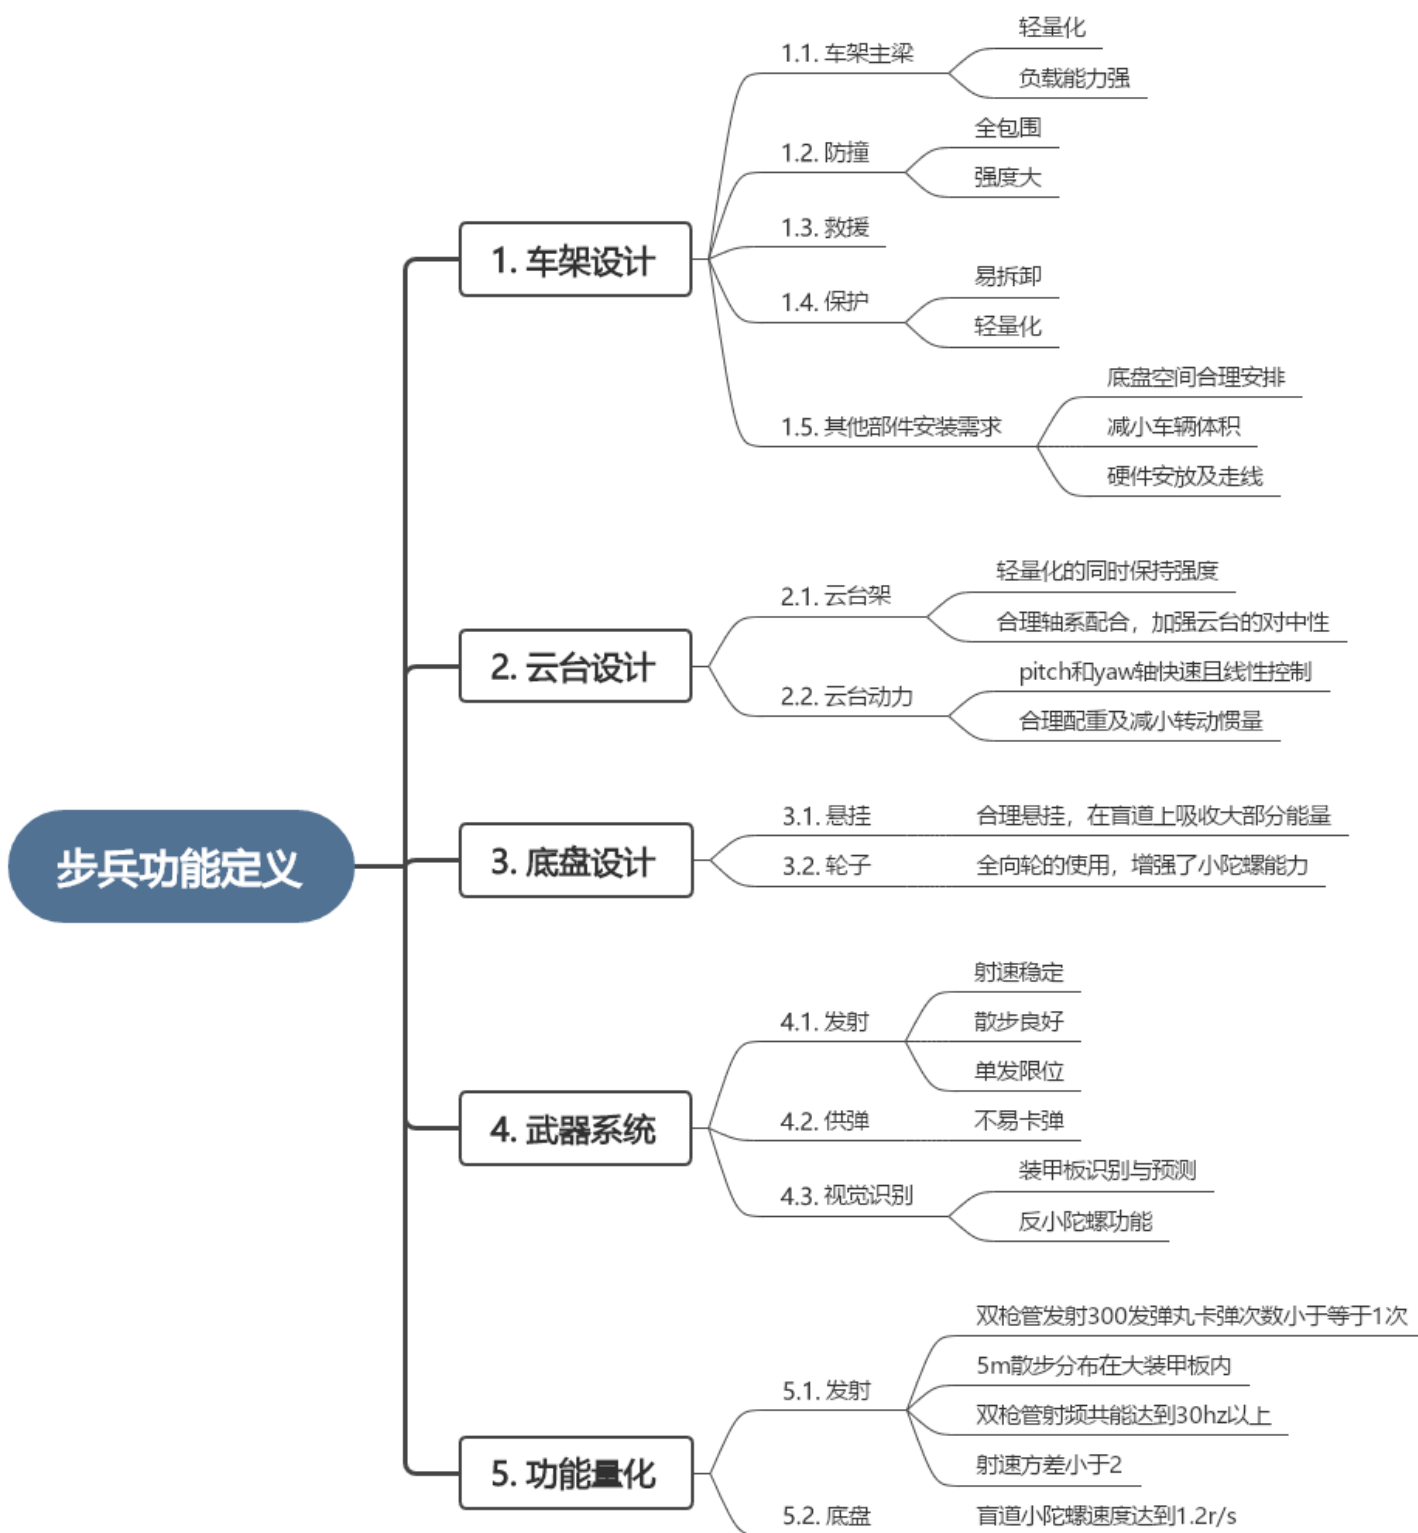 步兵功能定义
1. 车架设计
1.1. 车架主梁
轻量化
负载能力强
1.2. 防撞
全包围
强度大
1.3. 救援
1.4. 保护
易拆卸
轻量化
1.5. 其他部件安装需求
底盘空间合理安排
减小车辆体积
硬件安放及走线
2. 云台设计
2.1. 云台架
轻量化的同时保持强度
合理轴系配合，加强云台的对中性
2.2. 云台动力
pitch和yaw轴快速且线性控制
合理配重及减小转动惯量
3. 底盘设计
3.1. 悬挂
合理悬挂，在盲道上吸收大部分能量
3.2. 轮子
全向轮的使用，增强了小陀螺能力
4. 武器系统
4.1. 发射
射速稳定
散步良好
单发限位
4.2. 供弹
不易卡弹
4.3. 视觉识别
装甲板识别与预测
反小陀螺功能
5. 功能量化
5.1. 发射
双枪管发射300发弹丸卡弹次数小于等于1次
5m散步分布在大装甲板内
双枪管射频共能达到30hz以上
射速方差小于2
5.2. 底盘
盲道小陀螺速度达到1.2r/s